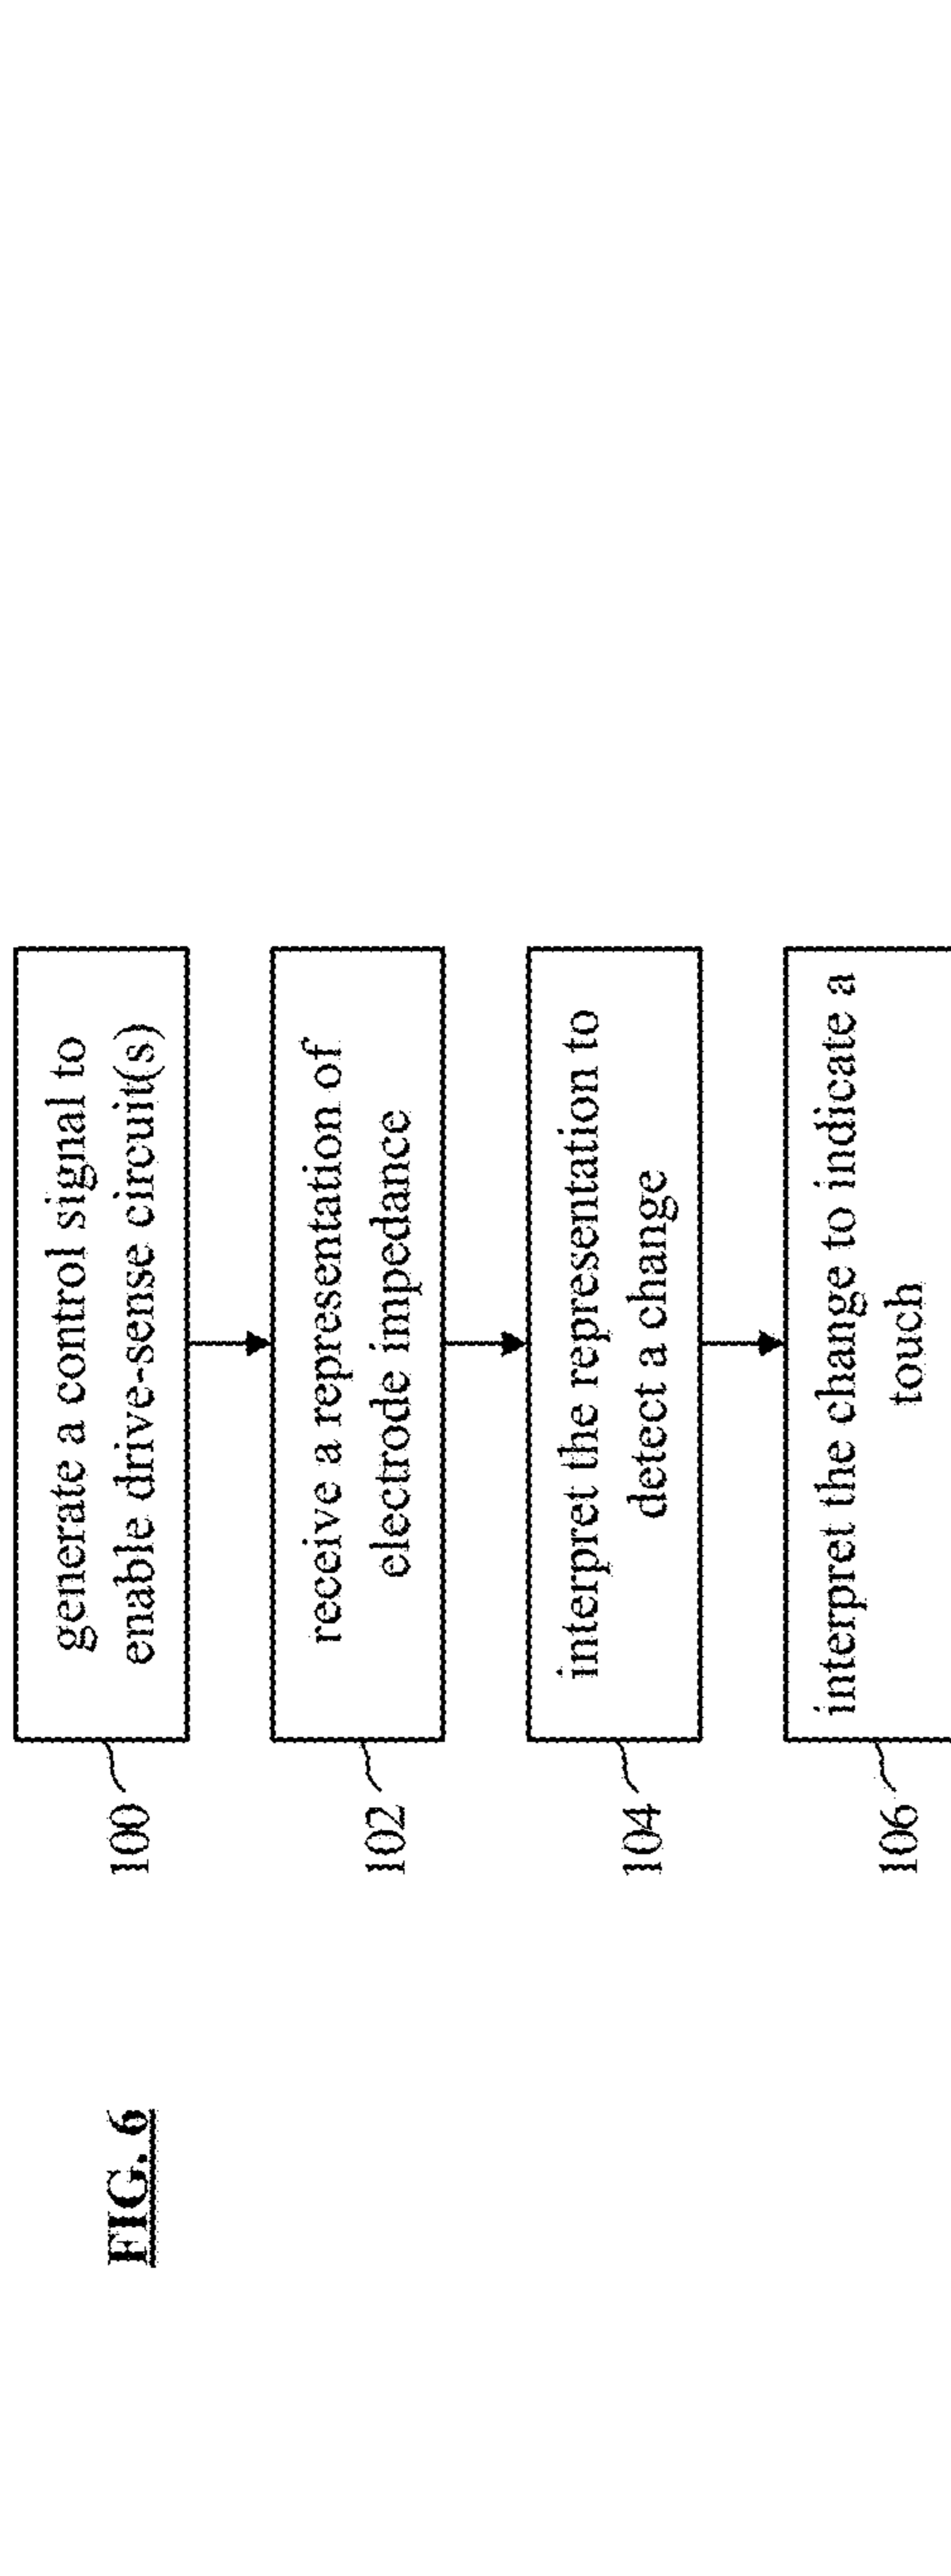 FIG. 6
100
generate a control signal to
enable drive-sense circuit(s)
102
receive a representation of
electrode impedance
104
interpret the representation to
detect a change
106
interpret the change to indicate a
touch